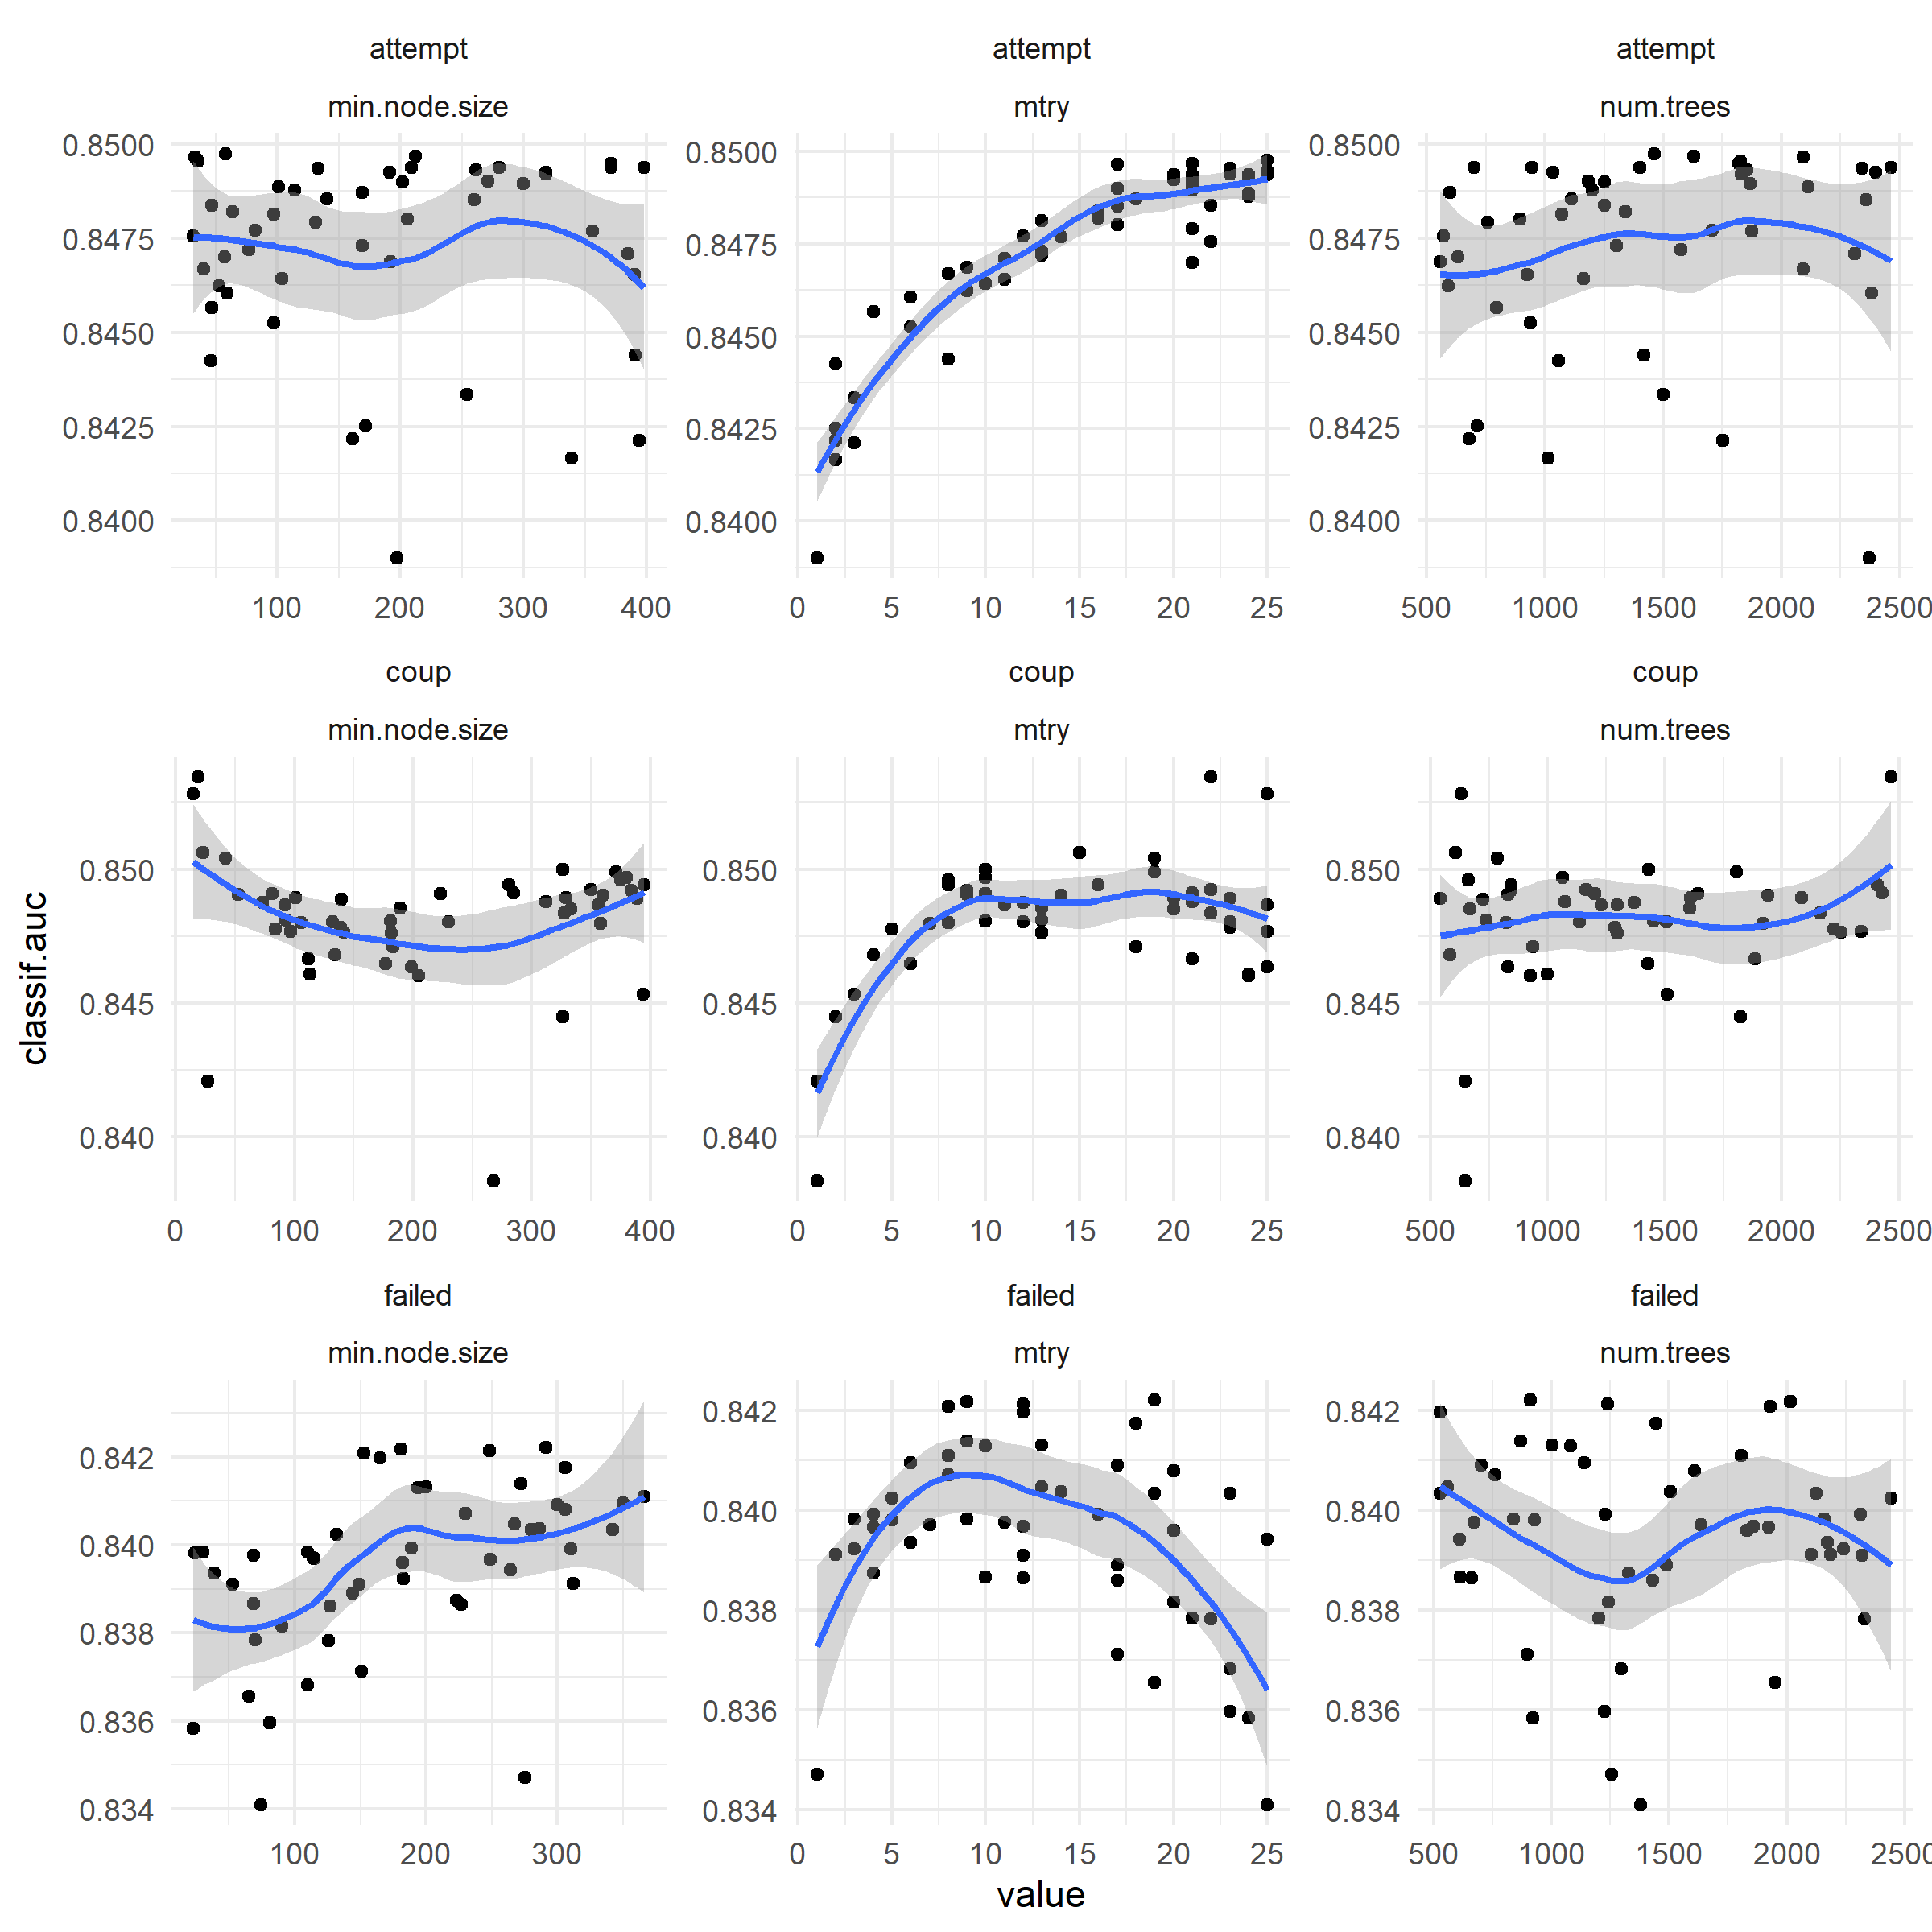 attempt attempt attempt
min.node.size mtry num.trees
0.8500 0.8500 0.8500
0.8475 0.8475 0.8475
0.8450 0.8450 0.8450
0.8425 0.8425 0.8425
0.8400 0.8400 0.8400
100 200 300 400 0 5 10 15 20 25 500 1000 1500 2000 2500
coup coup coup
min.node.size mtry num.trees
0.850 0.850 0.850
0.845 0.845 0.845
0.840 0.840 0.840
0 100 200 300 400 0 5 10 15 20 25 500 1000 1500 2000 2500
classif.auc
failed failed failed
min.node.size mtry num.trees
0.842 0.842 0.842
0.840 0.840 0.840
0.838 0.838 0.838
0.836 0.836 0.836
0.834 0.834 0.834
100 200 300 0 5 10 15 20 25 500 1000 1500 2000 2500
value